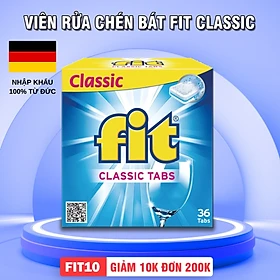 VIÊN RỬA CHÉN BÁT FIT CLASSIC
NHẬP KHẨU
100% TỪ ĐỨC
Classic
fit
CLASSIC TABS
36
Tabs
FIT10
GIẢM 10K ĐƠN 200K